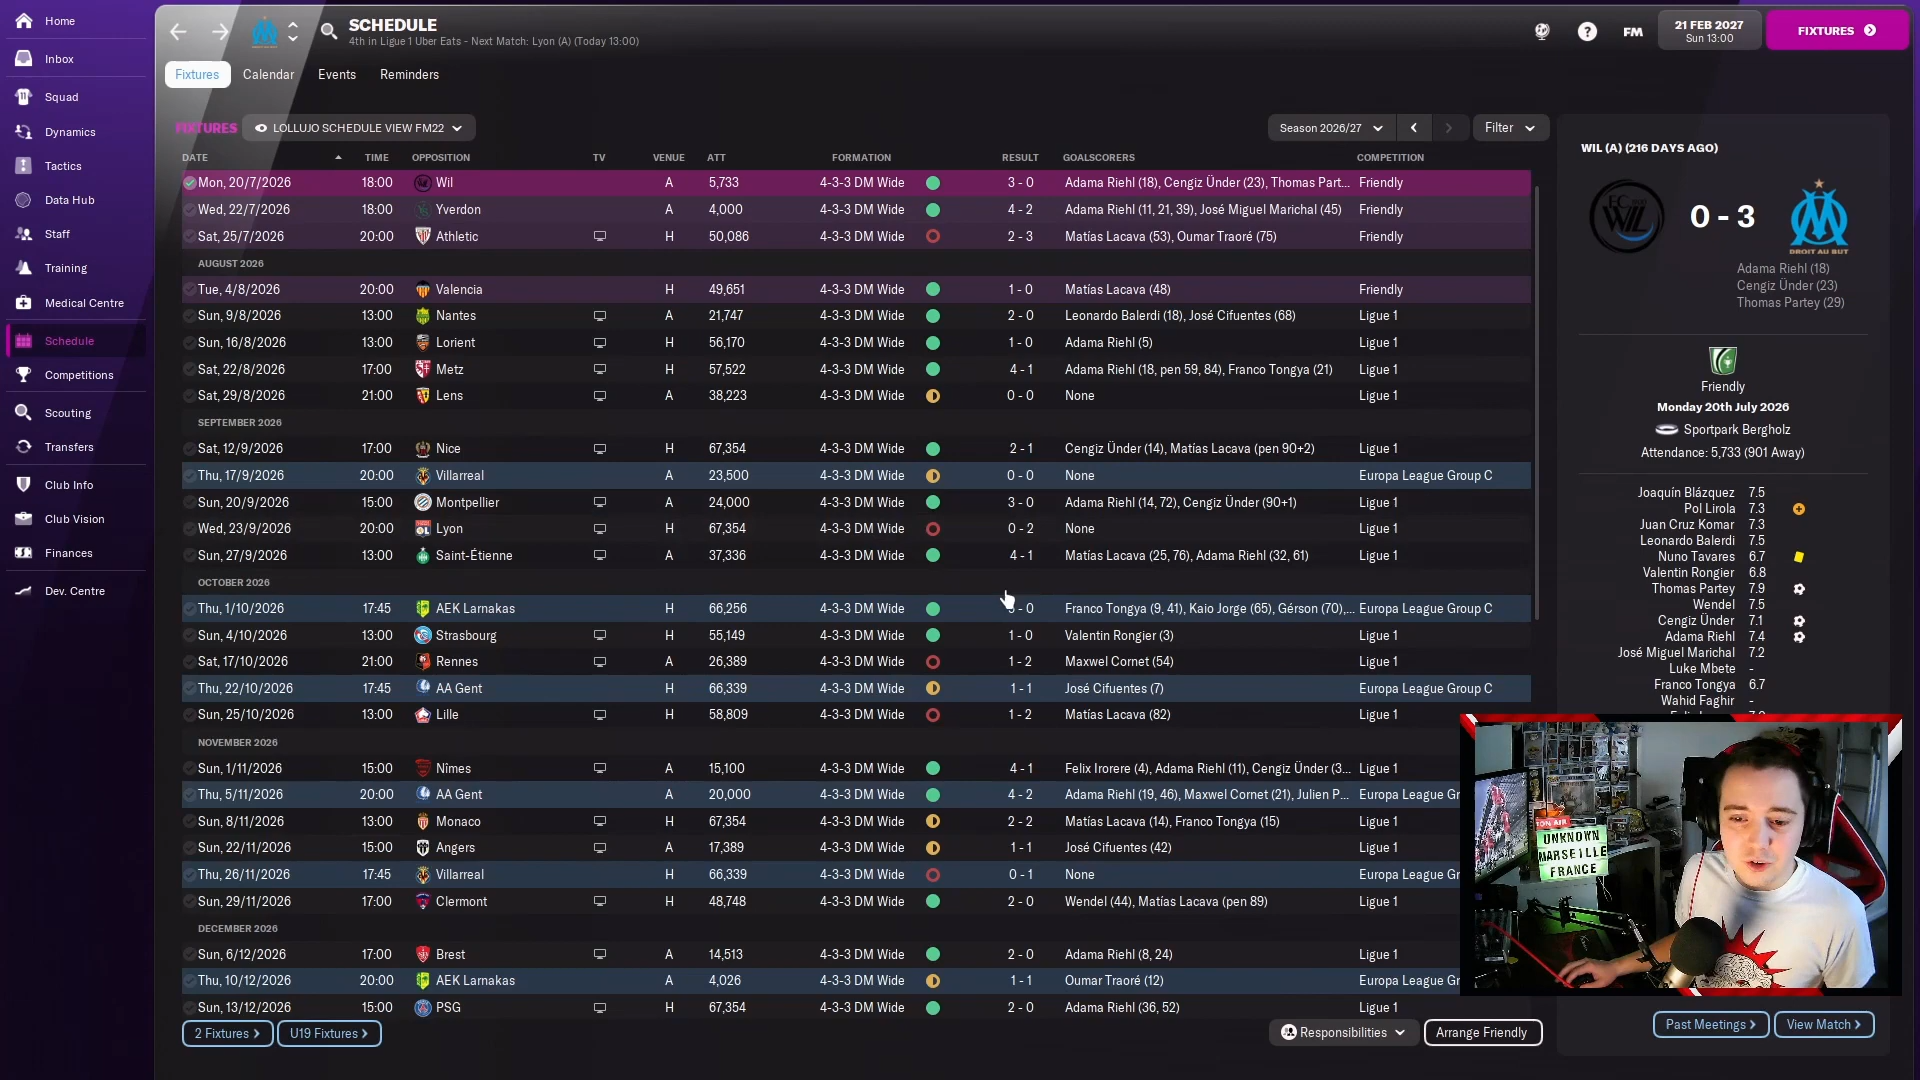 Home
Inbox
Squad
Dynamics
Tactics
Data Hub
Staff
Training
Medical Centre
Schedule
Competitions
Scouting
Transfers
Club Info
Club Vision
Finances
Dev. Centre
SCHEDULE
4th in Ligue 1 Uber Eats - Next Match: Lyon (A) (Today 13:00)
FM
21 FEB 2027
Sun 13:00
FIXTURES
Fixtures Calendar Events Reminders
FIXTURES LOLLUJO SCHEDULE VIEW FM22 Season 2026/27 Filter
DATE TIME OPPOSITION TV VENUE ATT FORMATION RESULT GOALSCORERS COMPETITION
Mon, 20/7/2026 18:00 Wil A 5,733 4-3-3 DM Wide 3 - 0 Adama Riehl (18), Cengiz Ünder (23), Thomas Part... Friendly
Wed, 22/7/2026 18:00 Yverdon A 4,000 4-3-3 DM Wide 4 - 2 Adama Riehl (11, 21, 39), José Miguel Marichal (45) Friendly
Sat, 25/7/2026 20:00 Athletic H 50,086 4-3-3 DM Wide 2 - 3 Matías Lacava (53), Oumar Traoré (75) Friendly
AUGUST 2026
Tue, 4/8/2026 20:00 Valencia H 49,651 4-3-3 DM Wide 1 - 0 Matías Lacava (48) Friendly
Sun, 9/8/2026 13:00 Nantes A 21,747 4-3-3 DM Wide 2 - 0 Leonardo Balerdi (18), José Cifuentes (68) Ligue 1
Sun, 16/8/2026 13:00 Lorient H 56,170 4-3-3 DM Wide 1 - 0 Adama Riehl (5) Ligue 1
Sat, 22/8/2026 17:00 Metz H 57,522 4-3-3 DM Wide 4 - 1 Adama Riehl (18, pen 59, 84), Franco Tongya (21) Ligue 1
Sat, 29/8/2026 21:00 Lens A 38,223 4-3-3 DM Wide 0 - 0 None Ligue 1
SEPTEMBER 2026
Sat, 12/9/2026 17:00 Nice H 67,354 4-3-3 DM Wide 2 - 1 Cengiz Ünder (14), Matías Lacava (pen 90+2) Ligue 1
Thu, 17/9/2026 20:00 Villarreal A 23,500 4-3-3 DM Wide 0 - 0 None Europa League Group C
Sun, 20/9/2026 15:00 Montpellier A 24,000 4-3-3 DM Wide 3 - 0 Adama Riehl (14, 72), Cengiz Ünder (90+1) Ligue 1
Wed, 23/9/2026 20:00 Lyon H 67,354 4-3-3 DM Wide 0 - 2 None Ligue 1
Sun, 27/9/2026 13:00 Saint-Étienne A 37,336 4-3-3 DM Wide 4 - 1 Matías Lacava (25, 76), Adama Riehl (32, 61) Ligue 1
OCTOBER 2026
Thu, 1/10/2026 17:45 AEK Larnakas H 66,256 4-3-3 DM Wide - 0 Franco Tongya (9, 41), Kaio Jorge (65), Gérson (70),... Europa League Group C
Sun, 4/10/2026 13:00 Strasbourg H 55,149 4-3-3 DM Wide 1 - 0 Valentin Rongier (3) Ligue 1
Sat, 17/10/2026 21:00 Rennes A 26,389 4-3-3 DM Wide 1 - 2 Maxwel Cornet (54) Ligue 1
Thu, 22/10/2026 17:45 AA Gent H 66,339 4-3-3 DM Wide 1 - 1 José Cifuentes (7) Europa League Group C
Sun, 25/10/2026 13:00 Lille H 58,809 4-3-3 DM Wide 1 - 2 Matías Lacava (82) Ligue 1
NOVEMBER 2026
Sun, 1/11/2026 15:00 Nîmes A 15,100 4-3-3 DM Wide 4 - 1 Felix Irorere (4), Adama Riehl (11), Cengiz Ünder (3... Ligue 1
Thu, 5/11/2026 20:00 AA Gent A 20,000 4-3-3 DM Wide 4 - 2 Adama Riehl (19, 46), Maxwel Cornet (21), Julien P... Europa League Gr
Sun, 8/11/2026 13:00 Monaco H 67,354 4-3-3 DM Wide 2 - 2 Matías Lacava (14), Franco Tongya (15) Ligue 1
Sun, 22/11/2026 15:00 Angers A 17,389 4-3-3 DM Wide 1 - 1 José Cifuentes (42) Ligue 1
Thu, 26/11/2026 17:45 Villarreal H 66,339 4-3-3 DM Wide 0 - 1 None Europa League Gr
Sun, 29/11/2026 17:00 Clermont H 48,748 4-3-3 DM Wide 2 - 0 Wendel (44), Matías Lacava (pen 89) Ligue 1
DECEMBER 2026
Sun, 6/12/2026 17:00 Brest A 14,513 4-3-3 DM Wide 2 - 0 Adama Riehl (8, 24) Ligue 1
Thu, 10/12/2026 20:00 AEK Larnakas A 4,026 4-3-3 DM Wide 1 - 1 Oumar Traoré (12) Europa League Gr
Sun, 13/12/2026 15:00 PSG H 67,354 4-3-3 DM Wide 2 - 0 Adama Riehl (36, 52) Ligue 1
2 Fixtures U19 Fixtures Responsibilities Arrange Friendly
WIL (A) (216 DAYS AGO)
FC WIL
0 - 3
DROIT AU BUT
Adama Riehl (18)
Cengiz Ünder (23)
Thomas Partey (29)
Friendly
Monday 20th July 2026
Sportpark Bergholz
Attendance: 5,733 (901 Away)
Joaquín Blázquez 7.5
Pol Lirola 7.3
Juan Cruz Komar 7.3
Leonardo Balerdi 7.5
Nuno Tavares 6.7
Valentin Rongier 6.8
Thomas Partey 7.9
Wendel 7.5
Cengiz Ünder 7.1
Adama Riehl 7.4
José Miguel Marichal 7.2
Luke Mbete -
Franco Tongya 6.7
Wahid Faghir -
ON AIR
UNKNOWN
MARSEILLE
FRANCE
Past Meetings View Match